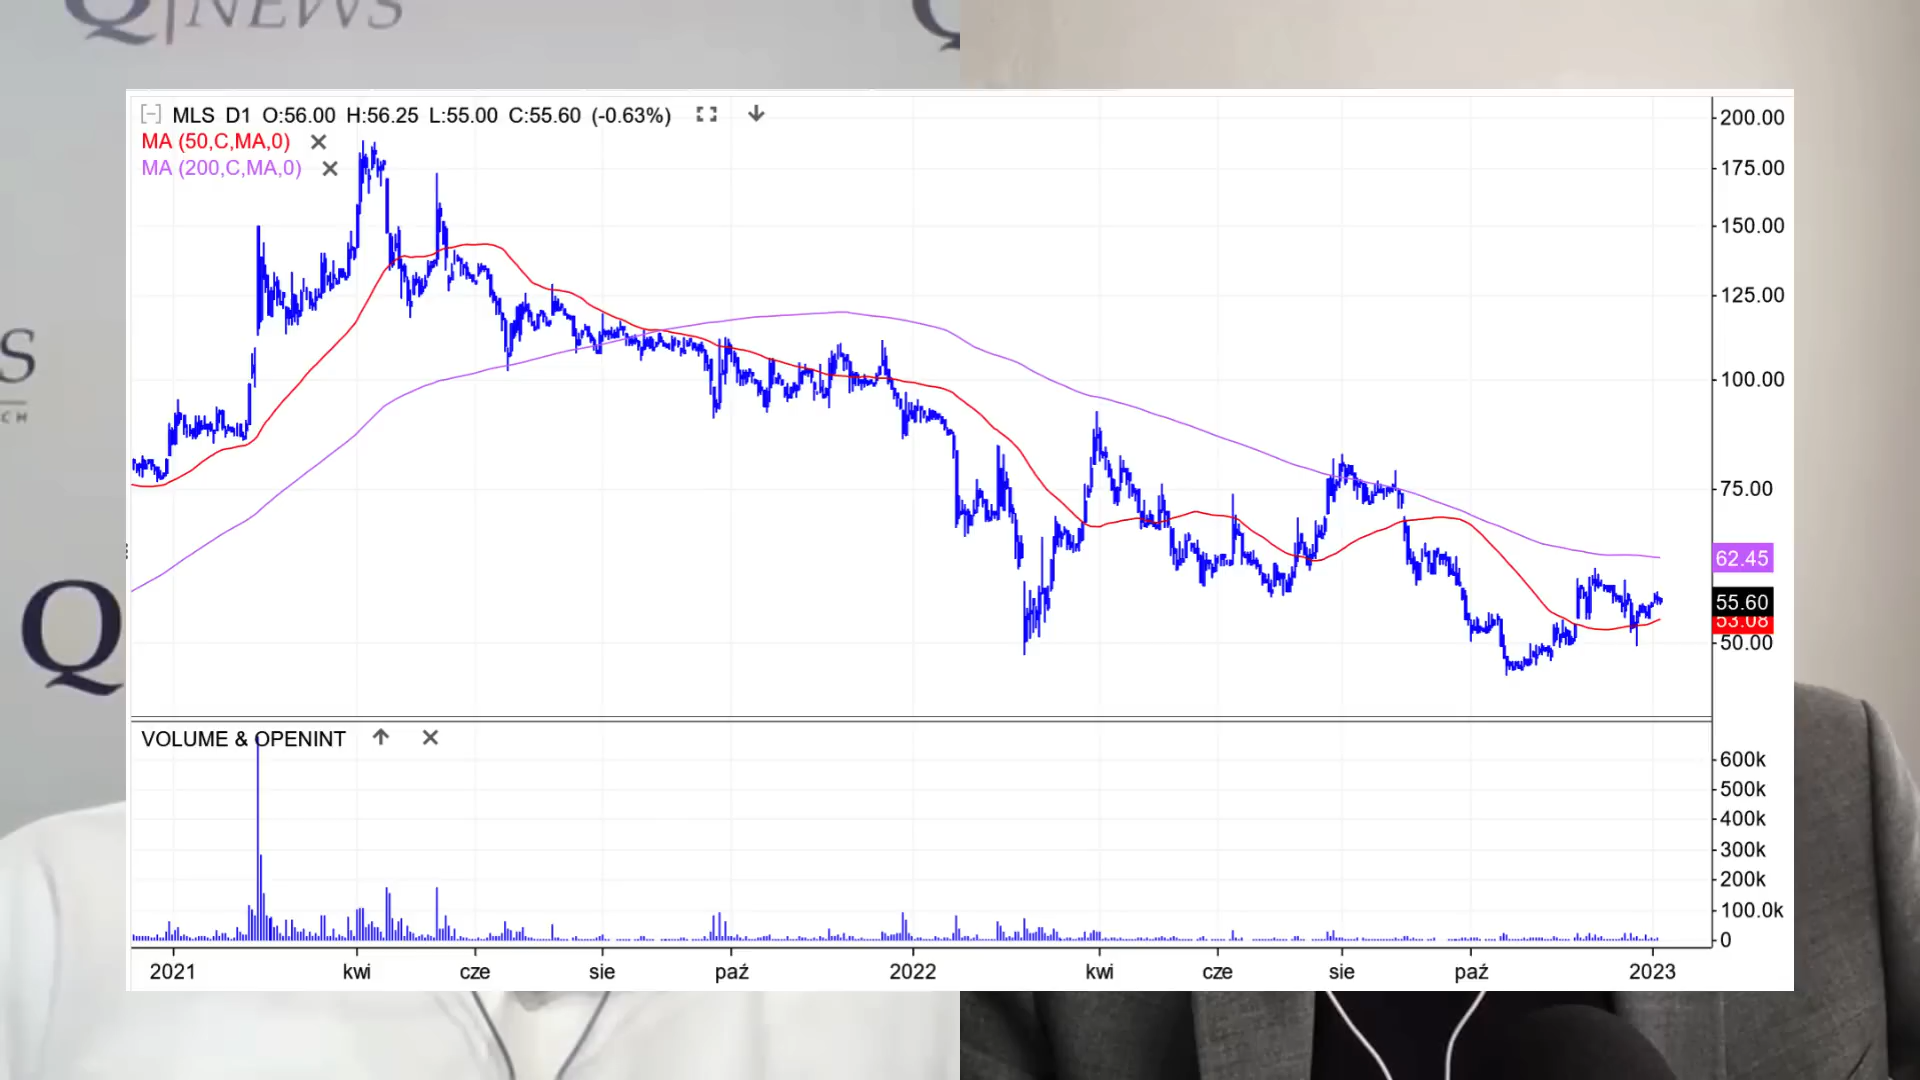 Q|NEWS
MLS D1 O:56.00 H:56.25 L:55.00 C:55.60 (-0.63%)
MA (50,C,MA,0)
MA (200,C,MA,0)
200.00
175.00
150.00
125.00
100.00
75.00
62.45
55.60
53.08
50.00
S
CH
Q
VOLUME & OPENINT
600k
500k
400k
300k
200k
100.0k
0
2021 kwi cze sie paź 2022 kwi cze sie paź 2023